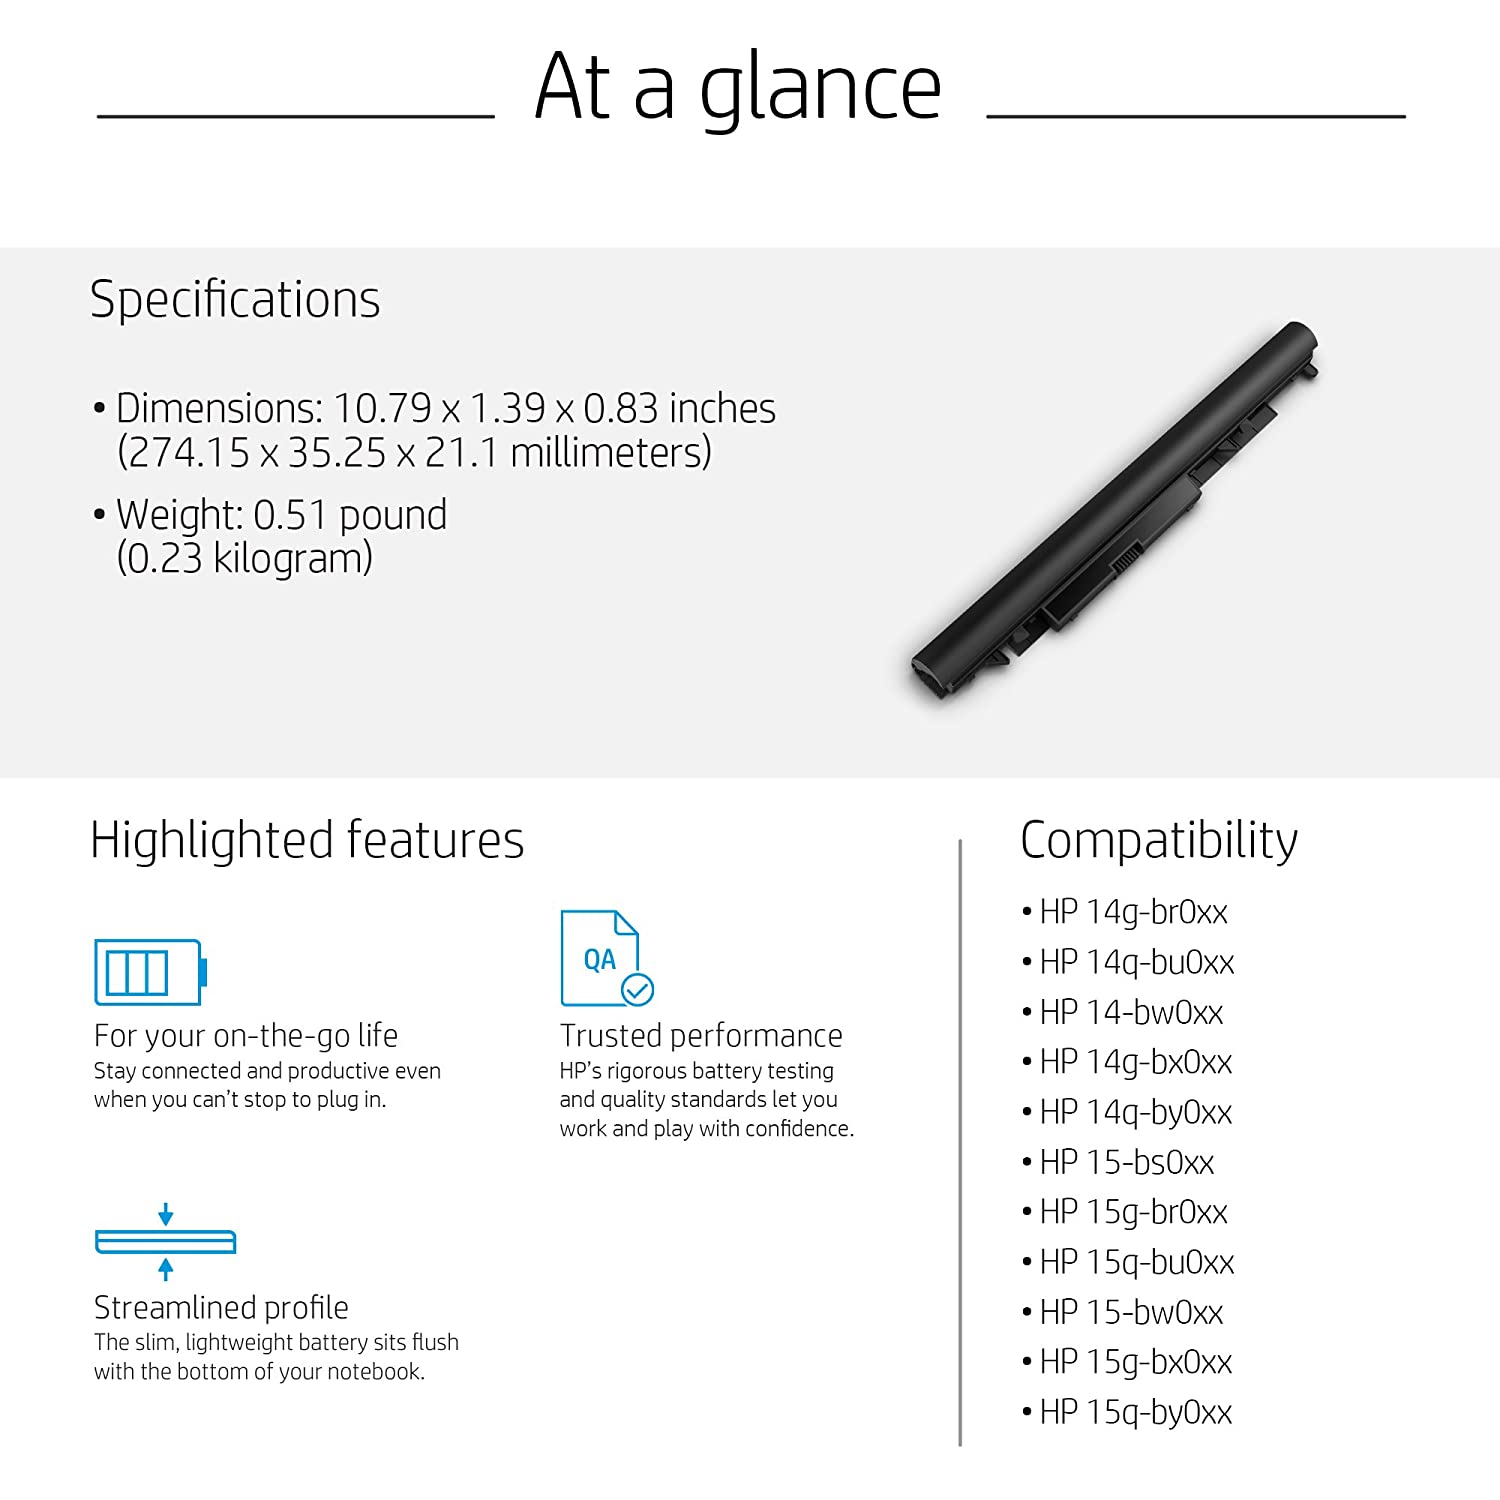 At a glance
Specifications
• Dimensions: 10.79 x 1.39 x 0.83 inches
(274.15 x 35.25 x 21.1 millimeters)
• Weight: 0.51 pound
(0.23 kilogram)
Highlighted features
For your on-the-go life
Stay connected and productive even
when you can’t stop to plug in.
QA
Trusted performance
HP’s rigorous battery testing
and quality standards let you
work and play with confidence.
Streamlined profile
The slim, lightweight battery sits flush
with the bottom of your notebook.
Compatibility
• HP 14g-br0xx
• HP 14q-bu0xx
• HP 14-bw0xx
• HP 14g-bx0xx
• HP 14q-by0xx
• HP 15-bs0xx
• HP 15g-br0xx
• HP 15q-bu0xx
• HP 15-bw0xx
• HP 15g-bx0xx
• HP 15q-by0xx